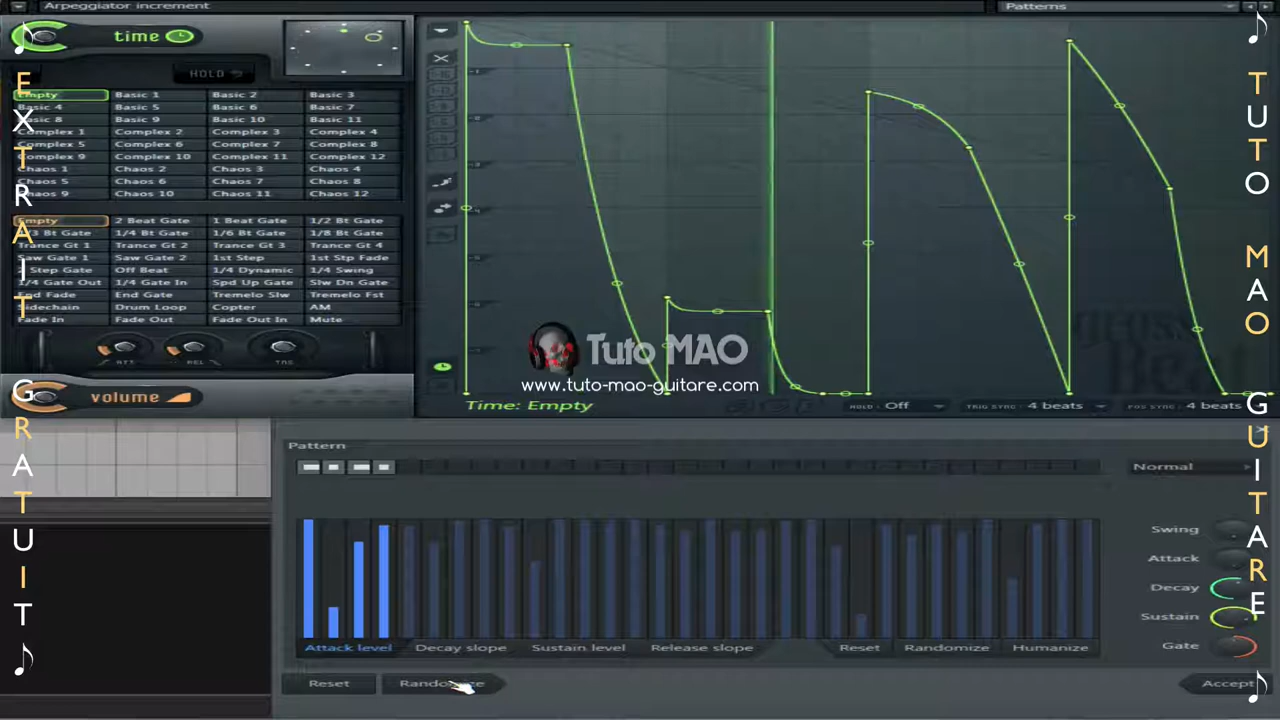 Arpeggiator increment
Patterns
time
HOLD
Empty Basic 1 Basic 2 Basic 3
Basic 4 Basic 5 Basic 6 Basic 7
Basic 8 Basic 9 Basic 10 Basic 11
Complex 1 Complex 2 Complex 3 Complex 4
Complex 5 Complex 6 Complex 7 Complex 8
Complex 9 Complex 10 Complex 11 Complex 12
Chaos 1 Chaos 2 Chaos 3 Chaos 4
Chaos 5 Chaos 6 Chaos 7 Chaos 8
Chaos 9 Chaos 10 Chaos 11 Chaos 12
Empty 2 Beat Gate 1 Beat Gate 1/2 Bt Gate
1/3 Bt Gate 1/4 Bt Gate 1/6 Bt Gate 1/8 Bt Gate
Trance Gt 1 Trance Gt 2 Trance Gt 3 Trance Gt 4
Saw Gate 1 Saw Gate 2 1st Step 1st Stp Fade
Step Gate Off Beat 1/4 Dynamic 1/4 Swing
1/4 Gate Out 1/4 Gate In Spd Up Gate Slw Dn Gate
End Fade End Gate Tremelo Slw Tremelo Fst
Sidechain Drum Loop Copter AM
Fade In Fade Out Fade Out In Mute
ATT REL TNS
volume
gross
Beat
Tuto MAO
www.tuto-mao-guitare.com
Time: Empty
HOLD: Off
TRIG SYNC: 4 beats
POS SYNC: 4 beats
EXTRAIT
GRATUIT
TUTO
MAO
GUITARE
Pattern
Normal
Swing
Attack
Decay
Sustain
Gate
Attack level Decay slope Sustain level Release slope Reset Randomize Humanize
Reset
Accept